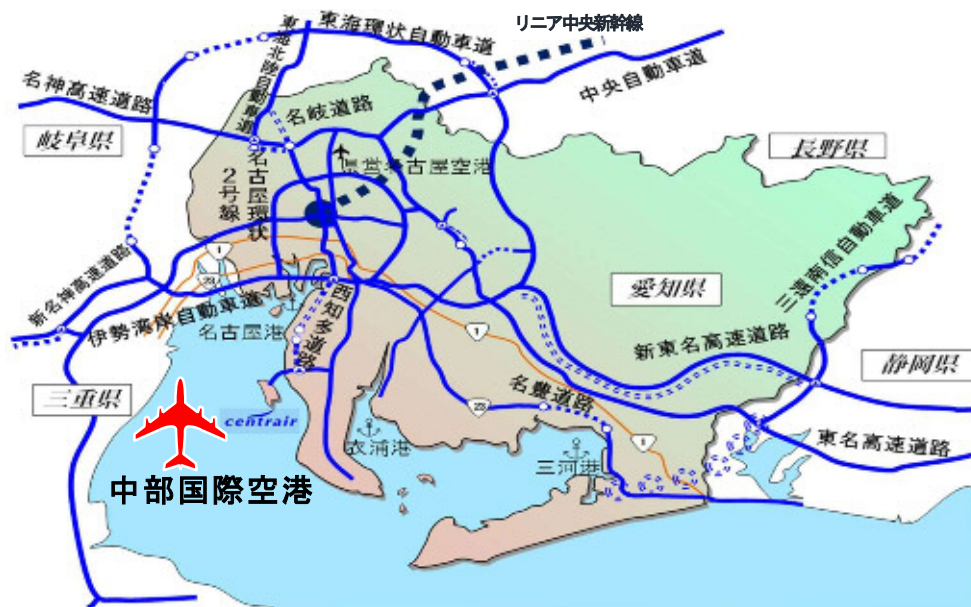 リニア中央新幹線
東海環状自動車道
東海北陸自動車道
中央自動車道
名神高速道路
名岐道路
岐阜県
長野県
県営名古屋空港
名古屋環状
2号線
三遠南信自動車道
愛知県
新名神高速道路
1
23
伊勢湾岸自動車道
名古屋港
西知多道路
1
新東名高速道路
静岡県
三重県
centrair
名豊道路
23
衣浦港
三河港
1
東名高速道路
中部国際空港